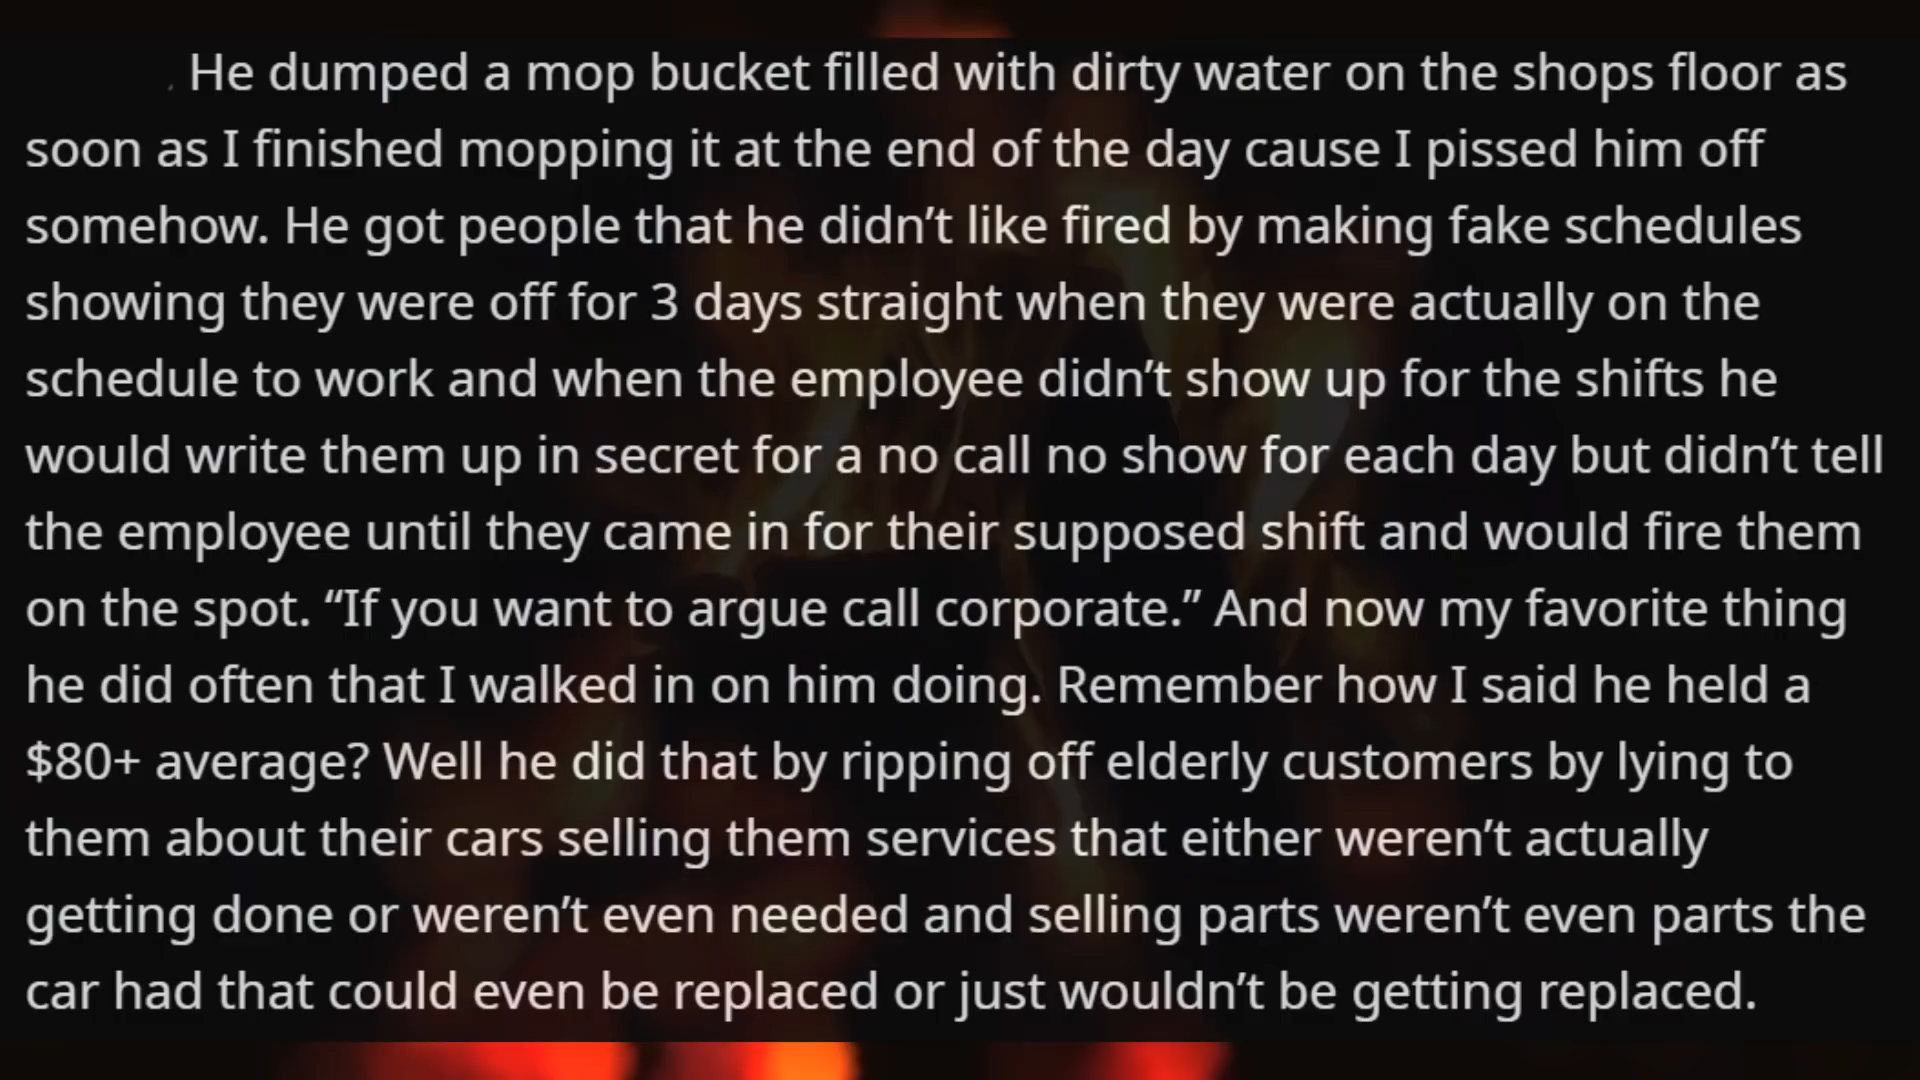 He dumped a mop bucket filled with dirty water on the shops floor as
soon as I finished mopping it at the end of the day cause I pissed him off
somehow. He got people that he didn’t like fired by making fake schedules
showing they were off for 3 days straight when they were actually on the
schedule to work and when the employee didn’t show up for the shifts he
would write them up in secret for a no call no show for each day but didn’t tell
the employee until they came in for their supposed shift and would fire them
on the spot. “If you want to argue call corporate.” And now my favorite thing
he did often that I walked in on him doing. Remember how I said he held a
$80+ average? Well he did that by ripping off elderly customers by lying to
them about their cars selling them services that either weren’t actually
getting done or weren’t even needed and selling parts weren’t even parts the
car had that could even be replaced or just wouldn’t be getting replaced.